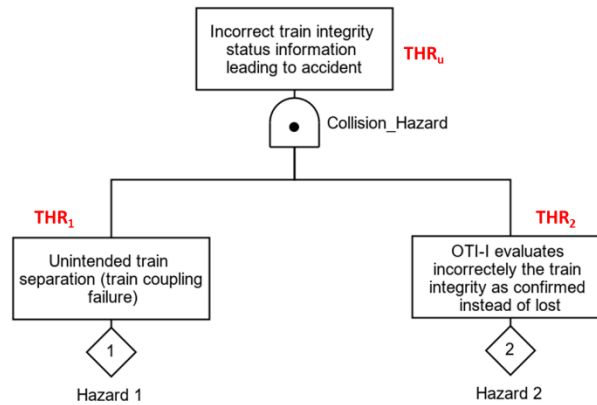 Incorrect train integrity
status information
leading to accident
THRu
Collision_Hazard
THR1
THR2
Unintended train
separation (train coupling
failure)
OTI-I evaluates
incorrectely the train
integrity as confirmed
instead of lost
1
2
Hazard 1
Hazard 2